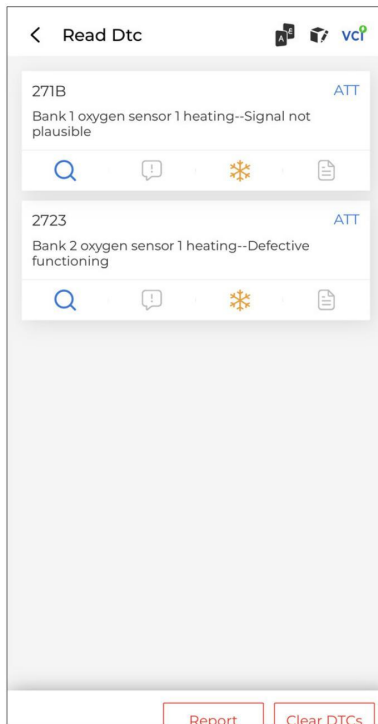 Read Dtc
A
vci
271B ATT
Bank 1 oxygen sensor 1 heating--Signal not
plausible
2723 ATT
Bank 2 oxygen sensor 1 heating--Defective
functioning
Report Clear DTCs